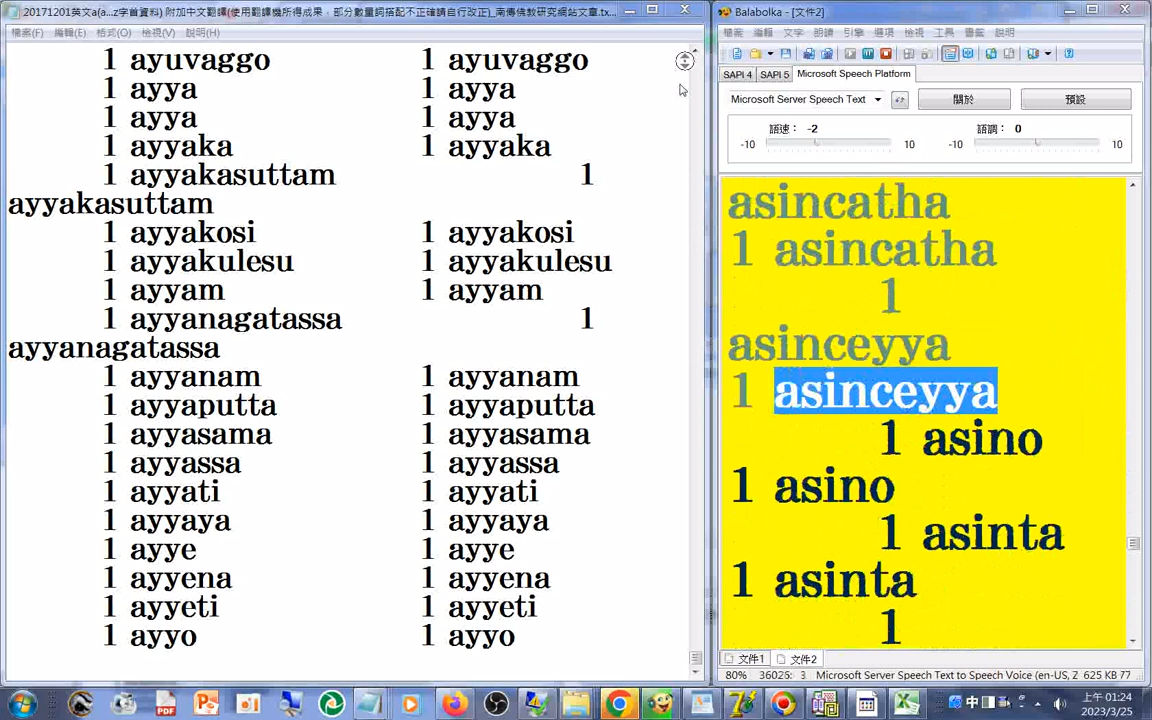 20171201英文a(a...z字首資料) 附加中文翻譯(使用翻譯機所得成果，部分數量詞搭配不正確請自行改正)_南傳佛教研究網站文章.tx...
檔案(F) 編輯(E) 格式(O) 檢視(V) 說明(H)
1 ayuvaggo 1 ayuvaggo
1 ayya 1 ayya
1 ayya 1 ayya
1 ayyaka 1 ayyaka
1 ayyakasuttam 1
ayyakasuttam
1 ayyakosi 1 ayyakosi
1 ayyakulesu 1 ayyakulesu
1 ayyam 1 ayyam
1 ayyanagatassa 1
ayyanagatassa
1 ayyanam 1 ayyanam
1 ayyaputta 1 ayyaputta
1 ayyasama 1 ayyasama
1 ayyassa 1 ayyassa
1 ayyati 1 ayyati
1 ayyaya 1 ayyaya
1 ayye 1 ayye
1 ayyena 1 ayyena
1 ayyeti 1 ayyeti
1 ayyo 1 ayyo
Balabolka - [文件2]
檔案 編輯 文字 朗讀 引擎 選項 檢視 工具 書籤 說明
SAPI 4 SAPI 5 Microsoft Speech Platform
Microsoft Server Speech Text 關於 預設
語速： -2 語調： 0
-10 10 -10 10
asincatha
1 asincatha
1
asinceyya
1 asinceyya
1 asino
1 asino
1 asinta
1 asinta
1
文件1 文件2
80% 36026: 3 Microsoft Server Speech Text to Speech Voice (en-US, Z 625 KB 77
中
上午 01:24
2023/3/25